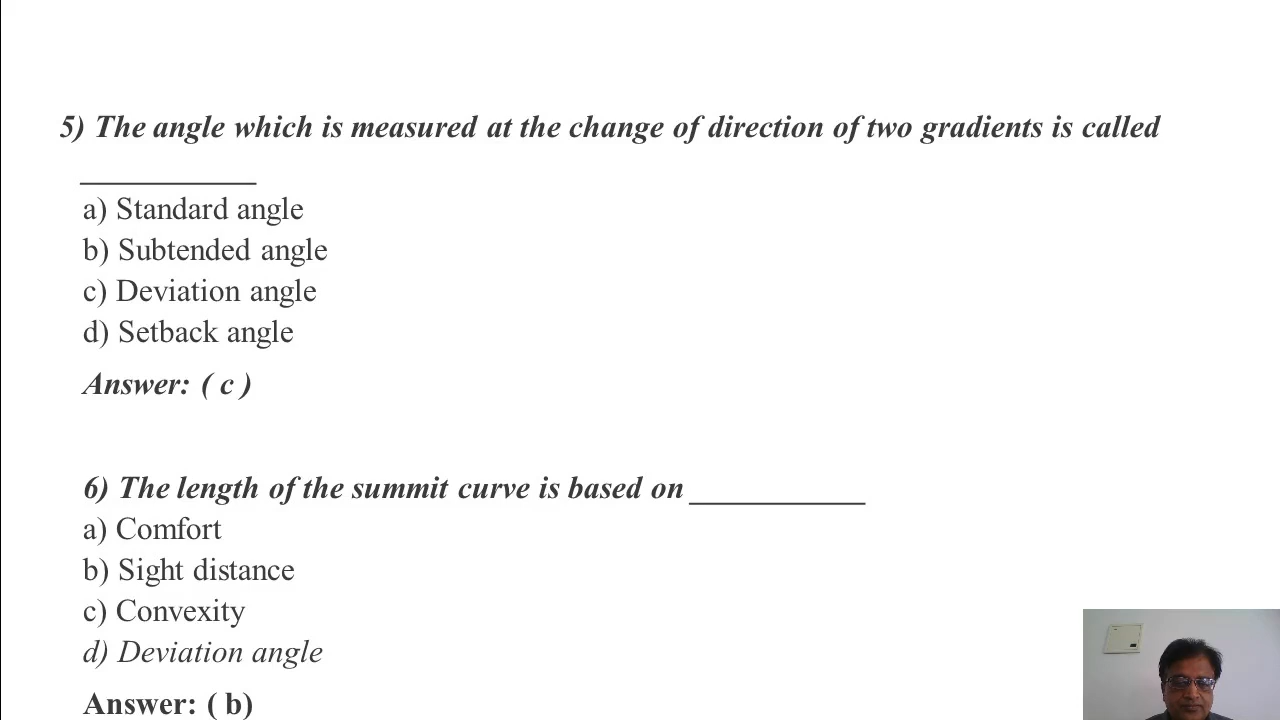 5) The angle which is measured at the change of direction of two gradients is called
___________
a) Standard angle
b) Subtended angle
c) Deviation angle
d) Setback angle
Answer: ( c )
6) The length of the summit curve is based on ___________
a) Comfort
b) Sight distance
c) Convexity
d) Deviation angle
Answer: ( b)